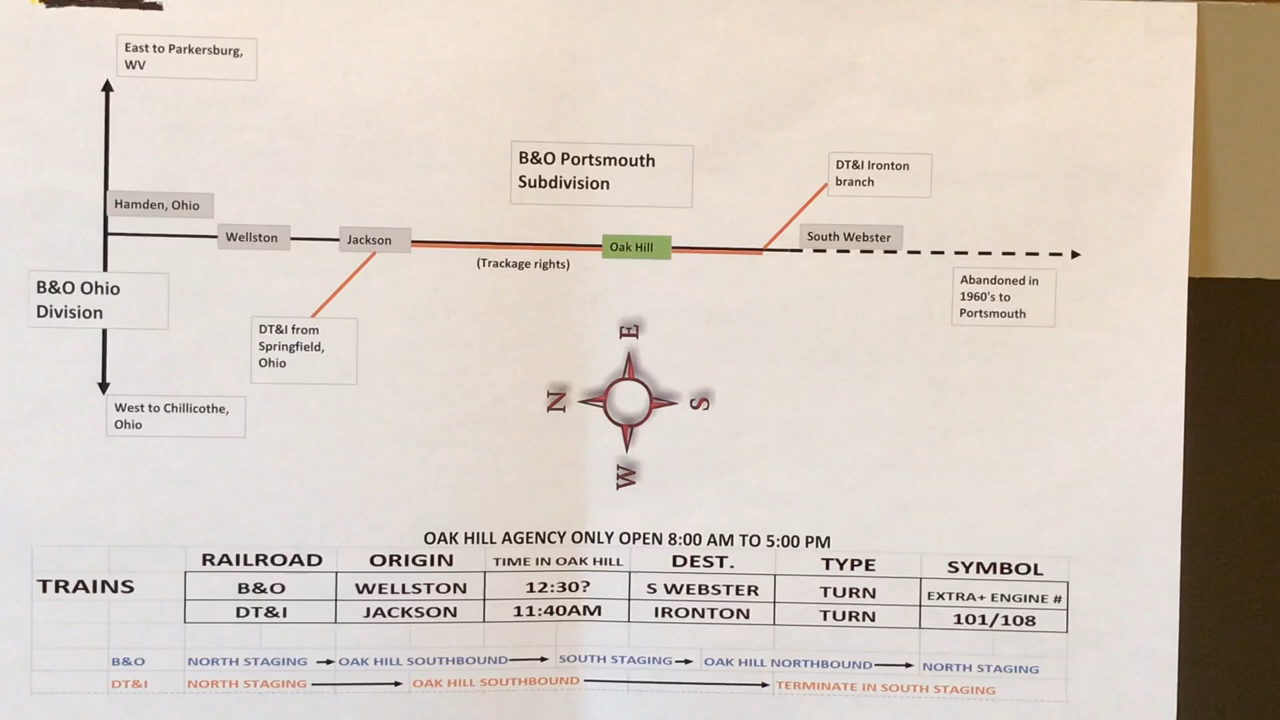 East to Parkersburg,
WV
B&O Portsmouth
Subdivision
DT&I Ironton
branch
Hamden, Ohio
Wellston
Jackson
Oak Hill
South Webster
(Trackage rights)
B&O Ohio
Division
Abandoned in
1960's to
Portsmouth
DT&I from
Springfield,
Ohio
West to Chillicothe,
Ohio
E
N
S
W
OAK HILL AGENCY ONLY OPEN 8:00 AM TO 5:00 PM
RAILROAD ORIGIN TIME IN OAK HILL DEST. TYPE SYMBOL
TRAINS B&O WELLSTON 12:30? S WEBSTER TURN EXTRA+ ENGINE #
DT&I JACKSON 11:40AM IRONTON TURN 101/108
B&O NORTH STAGING OAK HILL SOUTHBOUND SOUTH STAGING OAK HILL NORTHBOUND NORTH STAGING
DT&I NORTH STAGING OAK HILL SOUTHBOUND TERMINATE IN SOUTH STAGING